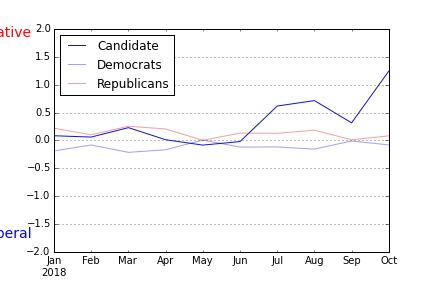 ative
2.0
Candidate
Democrats
Republicans
1.5
1.0
0.5
0.0
−0.5
−1.0
−1.5
peral
−2.0
Jan Feb Mar Apr May Jun Jul Aug Sep Oct
2018